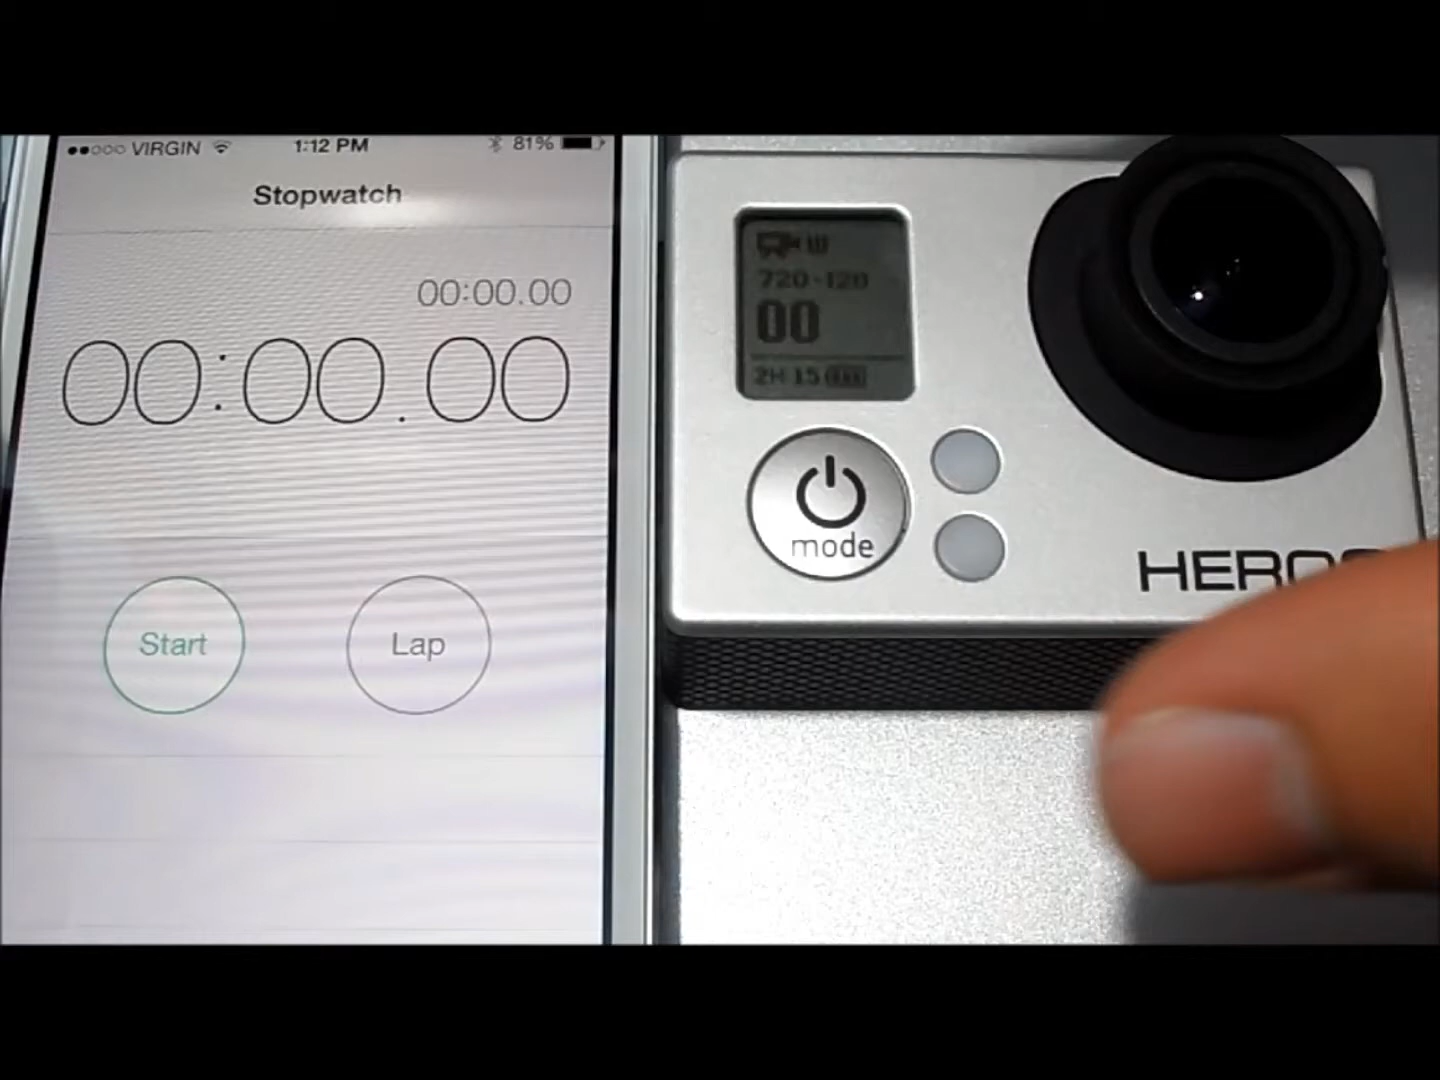 VIRGIN 1:12 PM 81%
Stopwatch
00:00.00
00:00.00
Start Lap
W
720-120
00
2H 15
mode
HERO